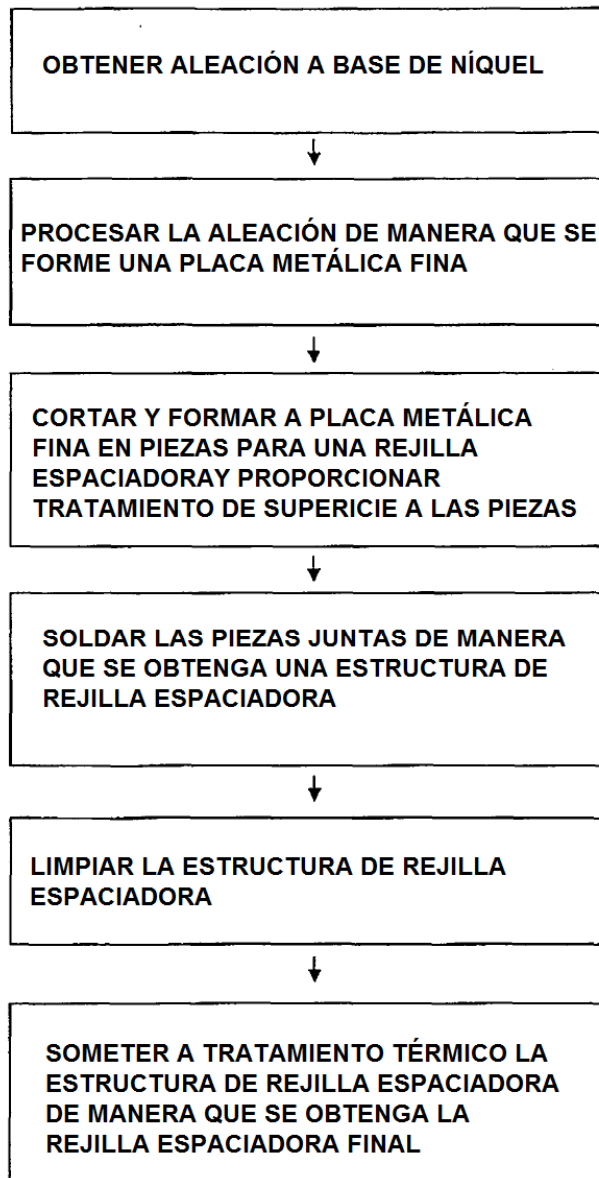 OBTENER ALEACIÓN A BASE DE NÍQUEL
PROCESAR LA ALEACIÓN DE MANERA QUE SE
FORME UNA PLACA METÁLICA FINA
CORTAR Y FORMAR A PLACA METÁLICA
FINA EN PIEZAS PARA UNA REJILLA
ESPACIADORAY PROPORCIONAR
TRATAMIENTO DE SUPERICIE A LAS PIEZAS
SOLDAR LAS PIEZAS JUNTAS DE MANERA
QUE SE OBTENGA UNA ESTRUCTURA DE
REJILLA ESPACIADORA
LIMPIAR LA ESTRUCTURA DE REJILLA
ESPACIADORA
SOMETER A TRATAMIENTO TÉRMICO LA
ESTRUCTURA DE REJILLA ESPACIADORA
DE MANERA QUE SE OBTENGA LA
REJILLA ESPACIADORA FINAL